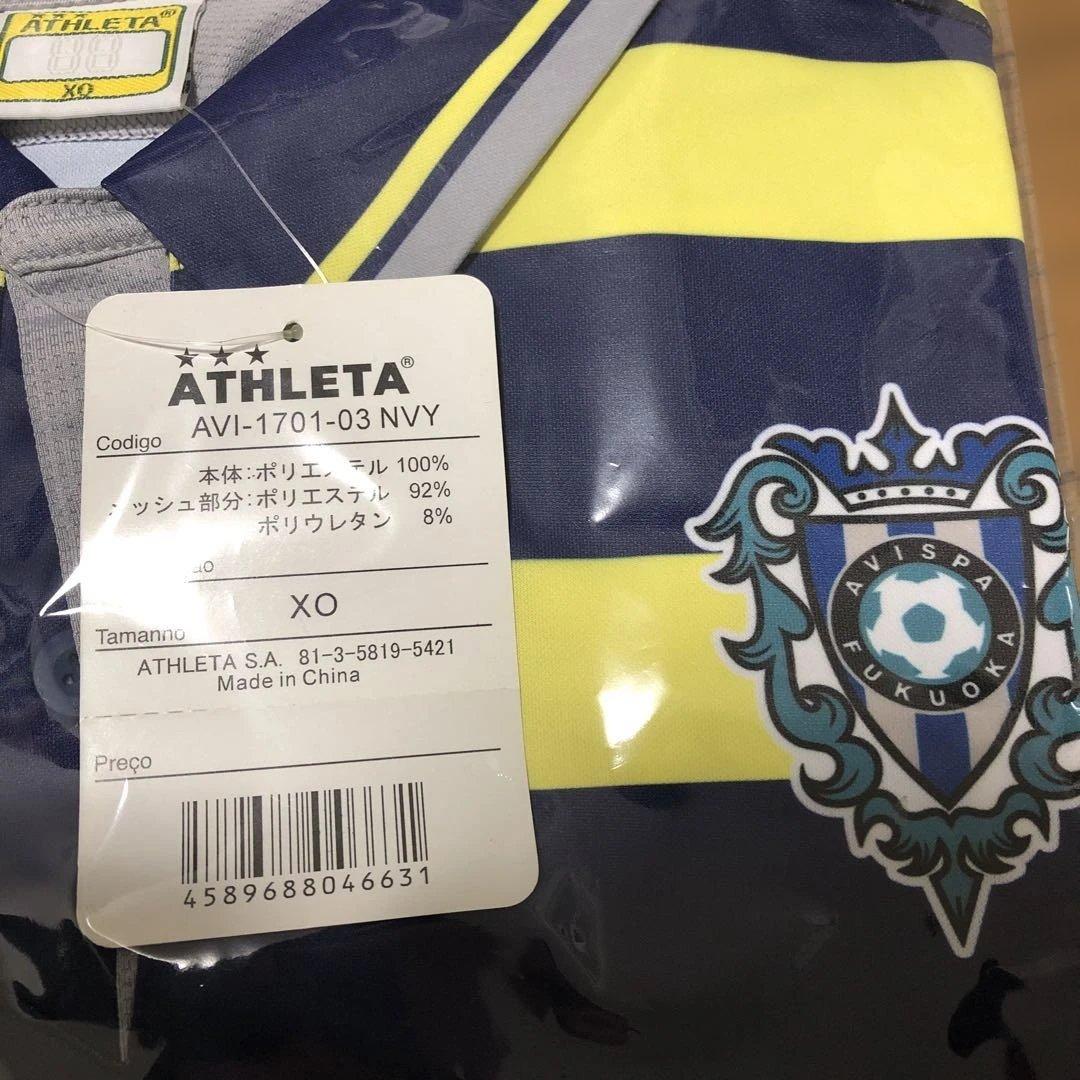 ATHLETA®
XO
ATHLETA®
Codigo AVI-1701-03 NVY
本体:ポリエステル 100%
メッシュ部分:ポリエステル 92%
ポリウレタン 8%
XO
Tamanho
ATHLETA S.A. 81-3-5819-5421
Made in China
Preço
4589688046631
AVISPA
FUKUOKA